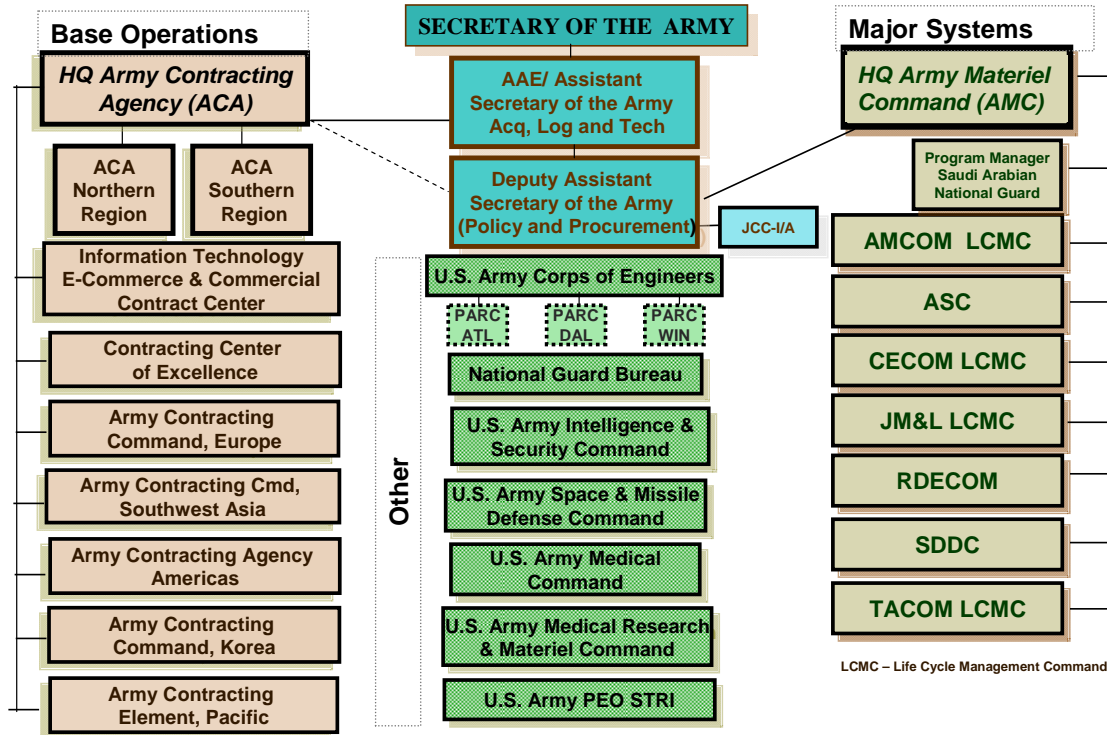 Base Operations
HQ Army Contracting
Agency (ACA)
ACA
Northern
Region
ACA
Southern
Region
Information Technology
E-Commerce & Commercial
Contract Center
Contracting Center
of Excellence
Army Contracting
Command, Europe
Army Contracting Cmd,
Southwest Asia
Army Contracting Agency
Americas
Army Contracting
Command, Korea
Army Contracting
Element, Pacific
SECRETARY OF THE ARMY
AAE/ Assistant
Secretary of the Army
Acq, Log and Tech
Deputy Assistant
Secretary of the Army
(Policy and Procurement)
JCC-I/A
Other
U.S. Army Corps of Engineers
PARC
ATL
PARC
DAL
PARC
WIN
National Guard Bureau
U.S. Army Intelligence &
Security Command
U.S. Army Space & Missile
Defense Command
U.S. Army Medical
Command
U.S. Army Medical Research
& Materiel Command
U.S. Army PEO STRI
Major Systems
HQ Army Materiel
Command (AMC)
Program Manager
Saudi Arabian
National Guard
AMCOM LCMC
ASC
CECOM LCMC
JM&L LCMC
RDECOM
SDDC
TACOM LCMC
LCMC – Life Cycle Management Command